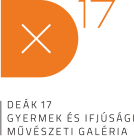 17
DEÁK 17
GYERMEK ÉS IFJÚSÁGI
MŰVÉSZETI GALÉRIA